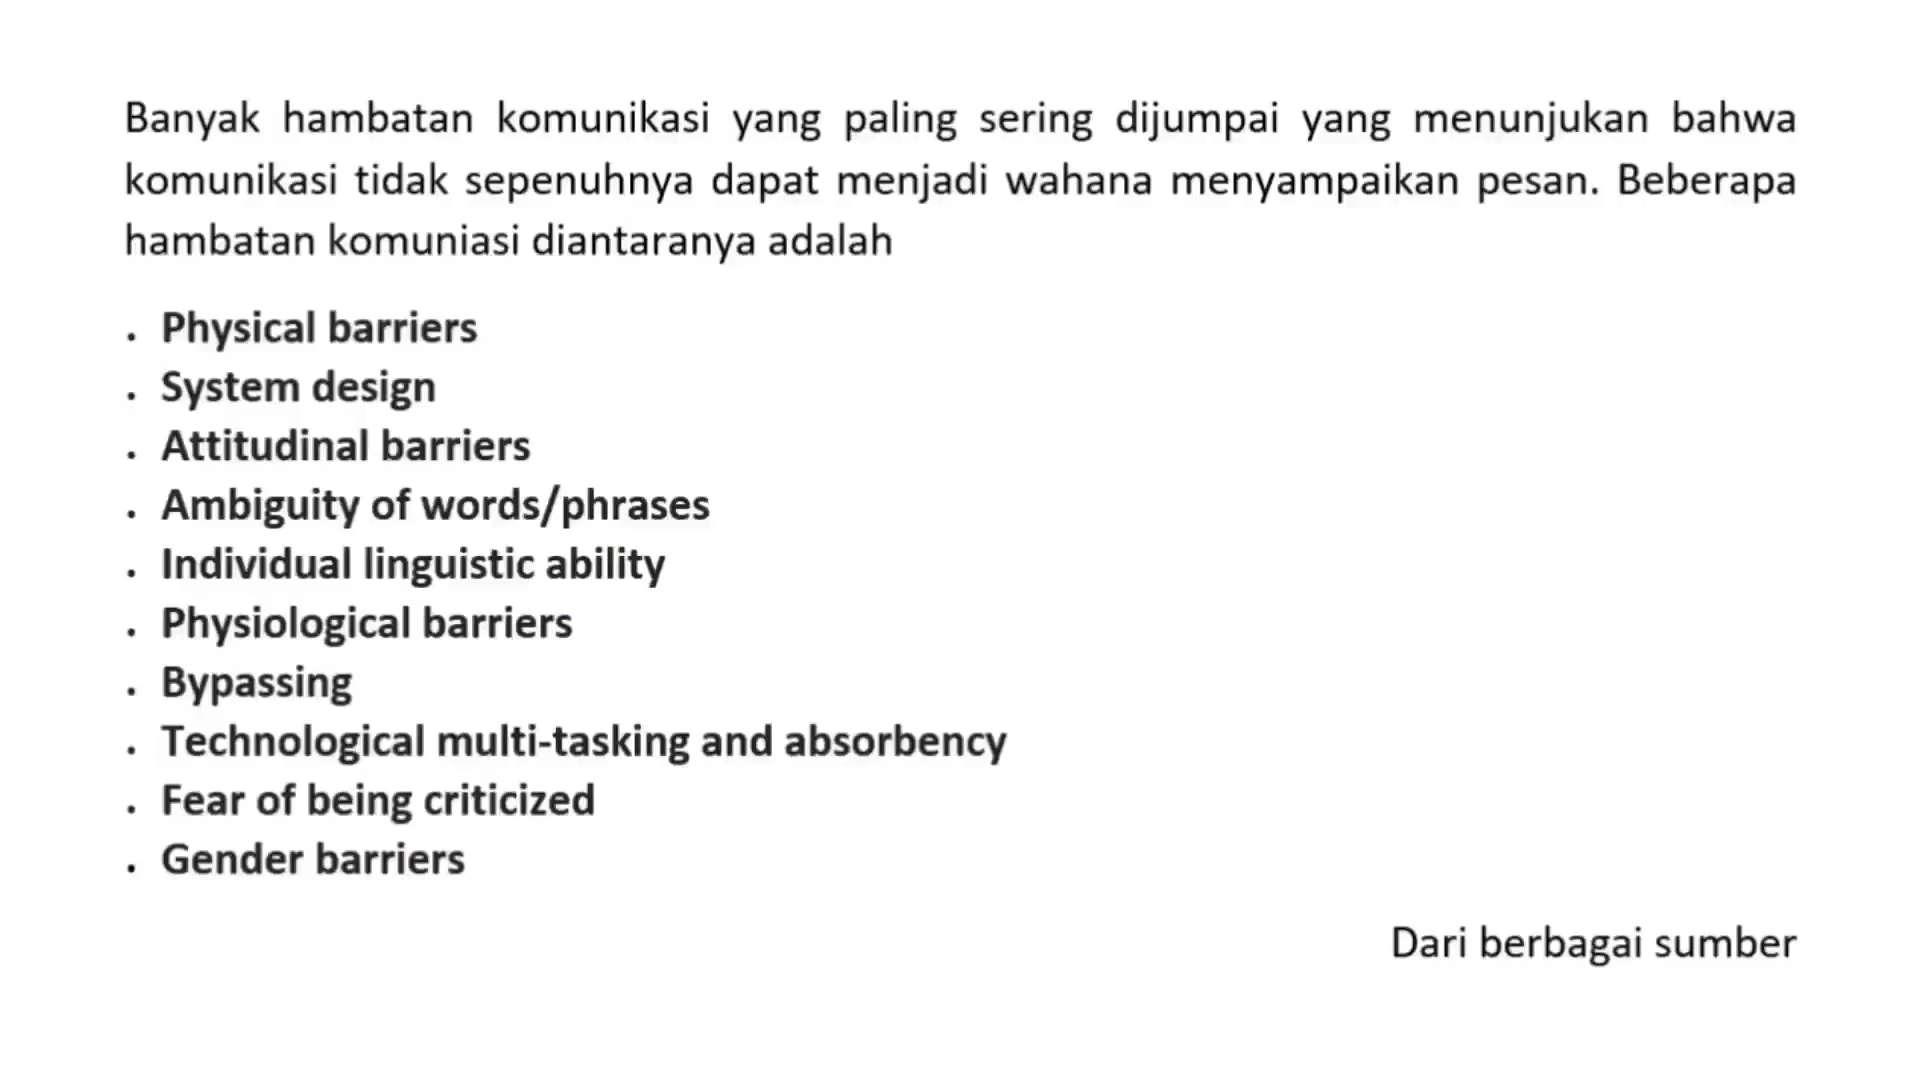 Banyak hambatan komunikasi yang paling sering dijumpai yang menunjukan bahwa
komunikasi tidak sepenuhnya dapat menjadi wahana menyampaikan pesan. Beberapa
hambatan komuniasi diantaranya adalah
. Physical barriers
. System design
. Attitudinal barriers
. Ambiguity of words/phrases
. Individual linguistic ability
. Physiological barriers
. Bypassing
. Technological multi-tasking and absorbency
. Fear of being criticized
. Gender barriers
Dari berbagai sumber